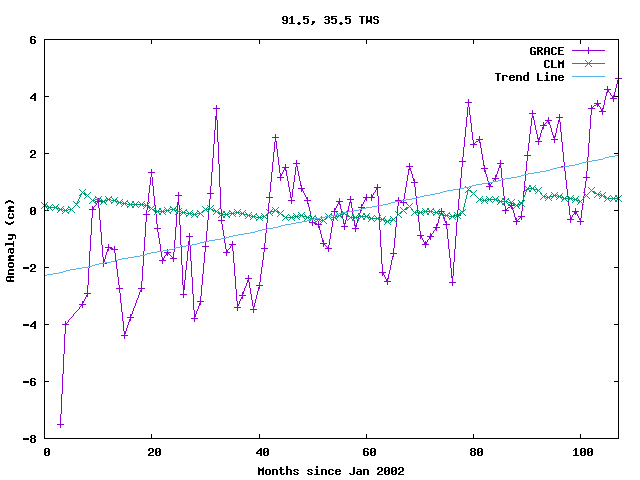 91.5, 35.5 TWS
GRACE
CLM
Trend Line
6
4
2
0
-2
-4
-6
-8
Anomaly (cm)
0 20 40 60 80 100
Months since Jan 2002